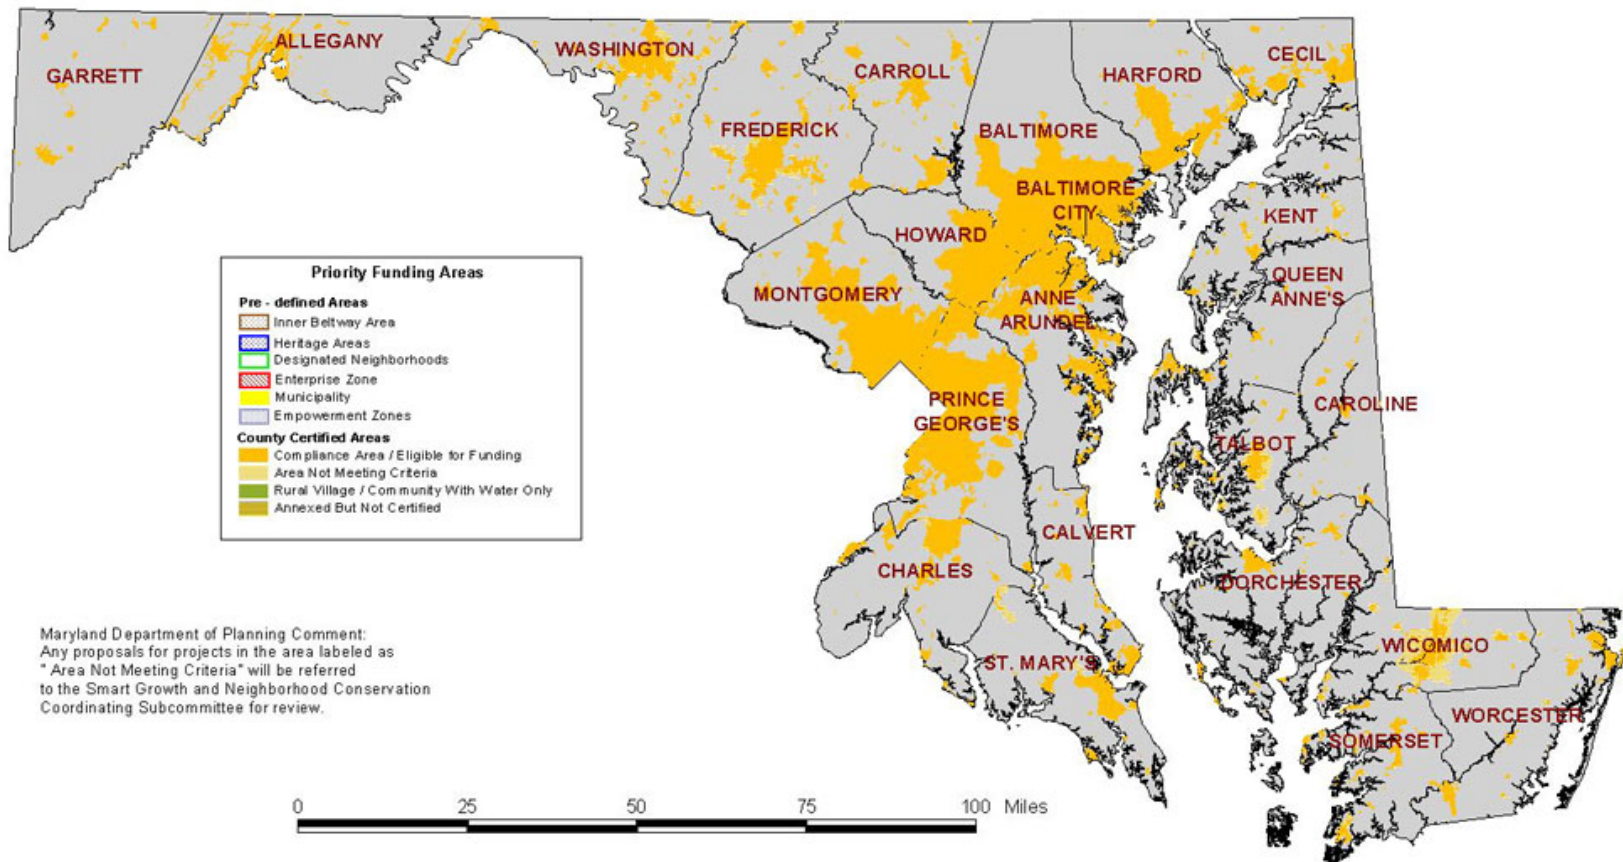 ALLEGANY
GARRETT
WASHINGTON
CARROLL
HARFORD
CECIL
FREDERICK
BALTIMORE
BALTIMORE
CITY
KENT
HOWARD
QUEEN
ANNE'S
MONTGOMERY
ANNE
ARUNDEL
PRINCE
GEORGE'S
CAROLINE
TALBOT
CALVERT
CHARLES
DORCHESTER
WICOMICO
ST. MARY'S
WORCESTER
SOMERSET
Priority Funding Areas
Pre - defined Areas
Inner Beltway Area
Heritage Areas
Designated Neighborhoods
Enterprise Zone
Municipality
Empowerment Zones
County Certified Areas
Compliance Area / Eligible for Funding
Area Not Meeting Criteria
Rural Village / Community With Water Only
Annexed But Not Certified
Maryland Department of Planning Comment:
Any proposals for projects in the area labeled as
" Area Not Meeting Criteria" will be referred
to the Smart Growth and Neighborhood Conservation
Coordinating Subcommittee for review.
0 25 50 75 100 Miles